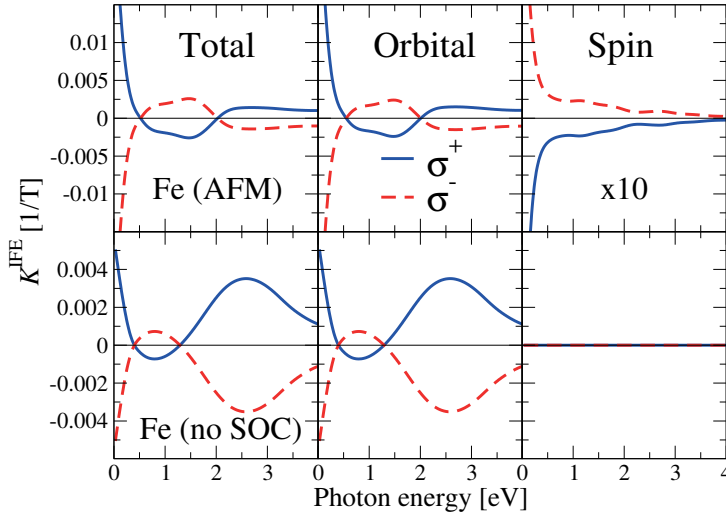 Total
Orbital
Spin
0.015
0.01
0.005
0
-0.005
-0.01
Fe (AFM)
σ+
σ-
x10
K^IFE [1/T]
0.004
0.002
0
-0.002
-0.004
Fe (no SOC)
0 1 2 3 0 1 2 3 0 1 2 3 4
Photon energy [eV]